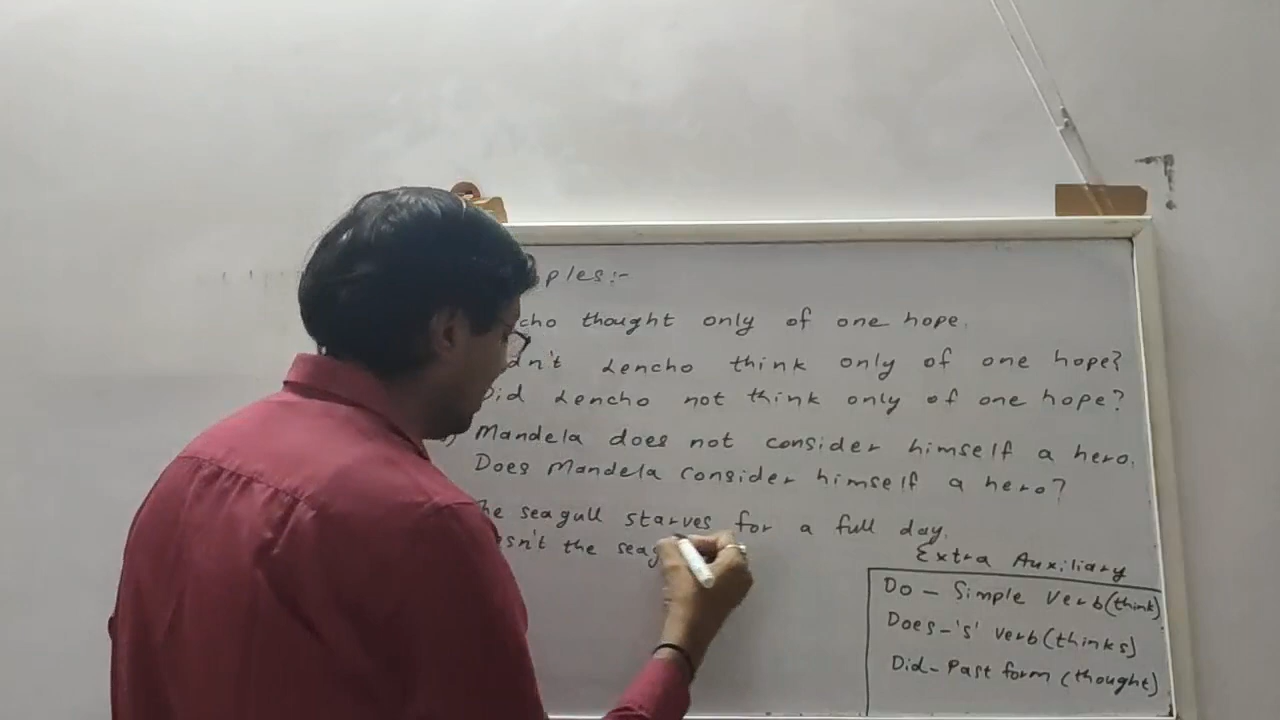 ples:-
cho thought only of one hope.
dn't Lencho think only of one hope?
Did Lencho not think only of one hope?
Mandela does not consider himself a hero.
Does Mandela consider himself a hero?
he seagull starves for a full day.
sn't the seag
Extra Auxiliary
Do - Simple verb(think)
Does-'s' verb(thinks)
Did- Past form (thought)